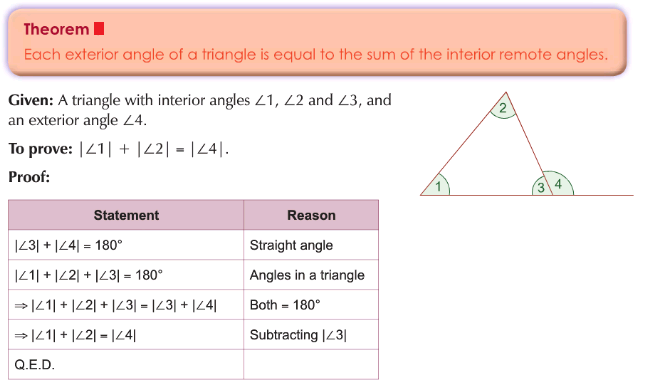 Theorem
Each exterior angle of a triangle is equal to the sum of the interior remote angles.
Given: A triangle with interior angles ∠1, ∠2 and ∠3, and
an exterior angle ∠4.
To prove: |∠1| + |∠2| = |∠4|.
Proof:
Statement Reason
|∠3| + |∠4| = 180° Straight angle
|∠1| + |∠2| + |∠3| = 180° Angles in a triangle
⇒ |∠1| + |∠2| + |∠3| = |∠3| + |∠4| Both = 180°
⇒ |∠1| + |∠2| = |∠4| Subtracting |∠3|
Q.E.D.
2
1
3 4